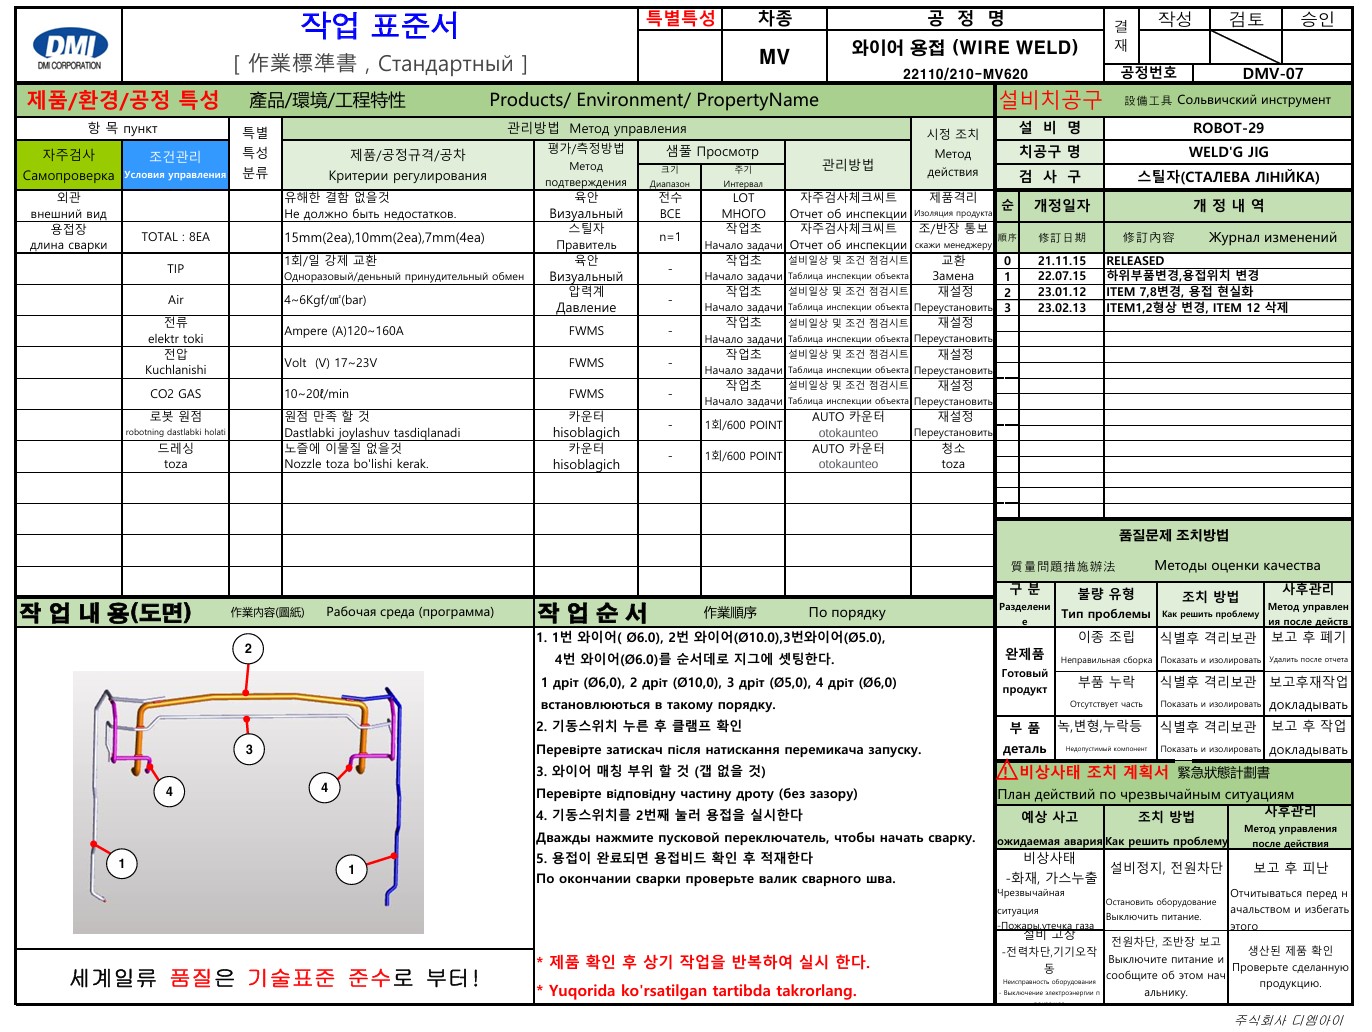 DMI
DMI CORPORATION
작업 표준서
[ 作業標準書 , Стандартный ]
특별특성
차종
MV
공 정 명
와이어 용접 (WIRE WELD)
22110/210-MV620
결재
작성
검토
승인
공정번호
DMV-07
제품/환경/공정 특성 產品/環境/工程特性 Products/ Environment/ PropertyName
항 목 пункт
특별
특성
분류
관리방법 Метод управления
시정 조치
Метод
действия
자주검사
Самопроверка
조건관리
Условия управления
제품/공정규격/공차
Критерии регулирования
평가/측정방법
Метод
подтверждения
샘풀 Просмотр
크기
Диапазон
주기
Интервал
관리방법
외관
внешний вид
유해한 결함 없을것
Не должно быть недостатков.
육안
Визуальный
전수
ВСЕ
LOT
МНОГО
자주검사체크씨트
Отчет об инспекции
제품격리
Изоляция продукта
용접장
длина сварки
TOTAL : 8EA
15mm(2ea),10mm(2ea),7mm(4ea)
스틸자
Правитель
n=1
작업초
Начало задачи
자주검사체크씨트
Отчет об инспекции
조/반장 통보
скажи менеджеру
TIP
1회/일 강제 교환
Одноразовый/деньный принудительный обмен
육안
Визуальный
-
작업초
Начало задачи
설비일상 및 조건 점검시트
Таблица инспекции объекта
교환
Замена
Air
4~6Kgf/㎠(bar)
압력계
Давление
-
작업초
Начало задачи
설비일상 및 조건 점검시트
Таблица инспекции объекта
재설정
Переустановить
전류
elektr toki
Ampere (A)120~160A
FWMS
-
작업초
Начало задачи
설비일상 및 조건 점검시트
Таблица инспекции объекта
재설정
Переустановить
전압
Kuchlanishi
Volt (V) 17~23V
FWMS
-
작업초
Начало задачи
설비일상 및 조건 점검시트
Таблица инспекции объекта
재설정
Переустановить
CO2 GAS
10~20ℓ/min
FWMS
-
작업초
Начало задачи
설비일상 및 조건 점검시트
Таблица инспекции объекта
재설정
Переустановить
로봇 원점
robotning dastlabki holati
원점 만족 할 것
Dastlabki joylashuv tasdiqlanadi
카운터
hisoblagich
-
1회/600 POINT
AUTO 카운터
otokaunteo
재설정
Переустановить
드레싱
toza
노즐에 이물질 없을것
Nozzle toza bo'lishi kerak.
카운터
hisoblagich
-
1회/600 POINT
AUTO 카운터
otokaunteo
청소
toza
설비치공구 設備工具 Сольвичский инструмент
설 비 명
ROBOT-29
치공구 명
WELD'G JIG
검 사 구
스틸자(СТАЛЕВА ЛІНІЙКА)
순 개정일자 개 정 내 역
順序 修訂日期 修訂內容 Журнал изменений
0 21.11.15 RELEASED
1 22.07.15 하위부품변경,용접위치 변경
2 23.01.12 ITEM 7,8변경, 용접 현실화
3 23.02.13 ITEM1,2형상 변경, ITEM 12 삭제
품질문제 조치방법
質量問題措施辦法 Методы оценки качества
구 분
Разделение
불량 유형
Тип проблемы
조치 방법
Как решить проблему
사후관리
Метод управлен
ия после действ
완제품
Готовый
продукт
이종 조립
Неправильная сборка
식별후 격리보관
Показать и изолировать
보고 후 폐기
Удалить после отчета
부품 누락
Отсутствует часть
식별후 격리보관
Показать и изолировать
보고후재작업
докладывать
부 품
деталь
녹,변형,누락등
Недопустимый компонент
식별후 격리보관
Показать и изолировать
보고 후 작업
докладывать
비상사태 조치 계획서 緊急狀態計劃書
План действий по чрезвычайным ситуациям
예상 사고
ожидаемая авария
조치 방법
Как решить проблему
사후관리
Метод управления
после действия
비상사태
-화재, 가스누출
Чрезвычайная
ситуация
-Пожары,утечка газа
설비정지, 전원차단
Остановить оборудование
Выключить питание.
보고 후 피난
Отчитываться перед н
ачальством и избегать
этого
설비 고장
-전력차단,기기오작
동
Неисправность оборудования
- Выключение электроэнергии п
전원차단, 조반장 보고
Выключите питание и
сообщите об этом нач
альнику.
생산된 제품 확인
Проверьте сделанную
продукцию.
작 업 내 용(도면) 作業內容(圖紙) Рабочая среда (программа)
2
3
4
4
1
1
세계일류 품질은 기술표준 준수로 부터!
작 업 순 서 作業順序 По порядку
1. 1번 와이어( Ø6.0), 2번 와이어(Ø10.0),3번와이어(Ø5.0),
4번 와이어(Ø6.0)를 순서데로 지그에 셋팅한다.
1 дріт (Ø6,0), 2 дріт (Ø10,0), 3 дріт (Ø5,0), 4 дріт (Ø6,0)
встановлюються в такому порядку.
2. 기동스위치 누른 후 클램프 확인
Перевірте затискач після натискання перемикача запуску.
3. 와이어 매칭 부위 할 것 (갭 없을 것)
Перевірте відповідну частину дроту (без зазору)
4. 기동스위치를 2번째 눌러 용접을 실시한다
Дважды нажмите пусковой переключатель, чтобы начать сварку.
5. 용접이 완료되면 용접비드 확인 후 적재한다
По окончании сварки проверьте валик сварного шва.
* 제품 확인 후 상기 작업을 반복하여 실시 한다.
* Yuqorida ko'rsatilgan tartibda takrorlang.
주식회사 디엠아이